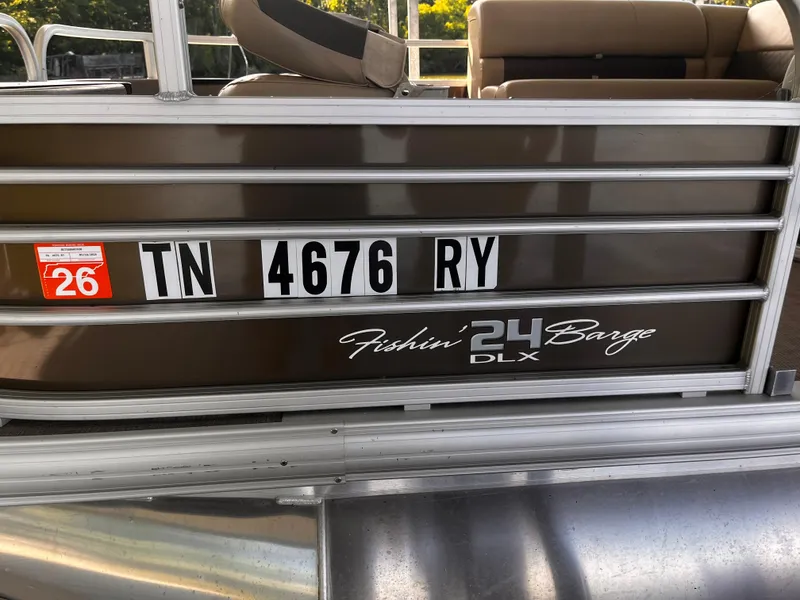 26
TN 4676 RY
Fishin' 24 Barge
DLX